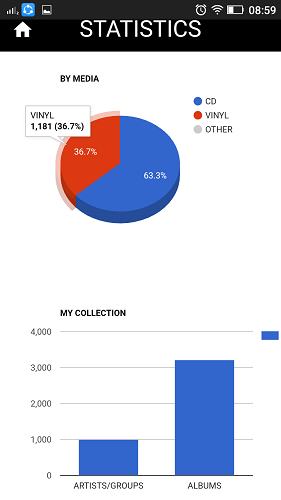 08:59
STATISTICS
BY MEDIA
CD
VINYL
OTHER
VINYL
1,181 (36.7%)
36.7%
63.3%
MY COLLECTION
4,000
3,000
2,000
1,000
0
ARTISTS/GROUPS
ALBUMS